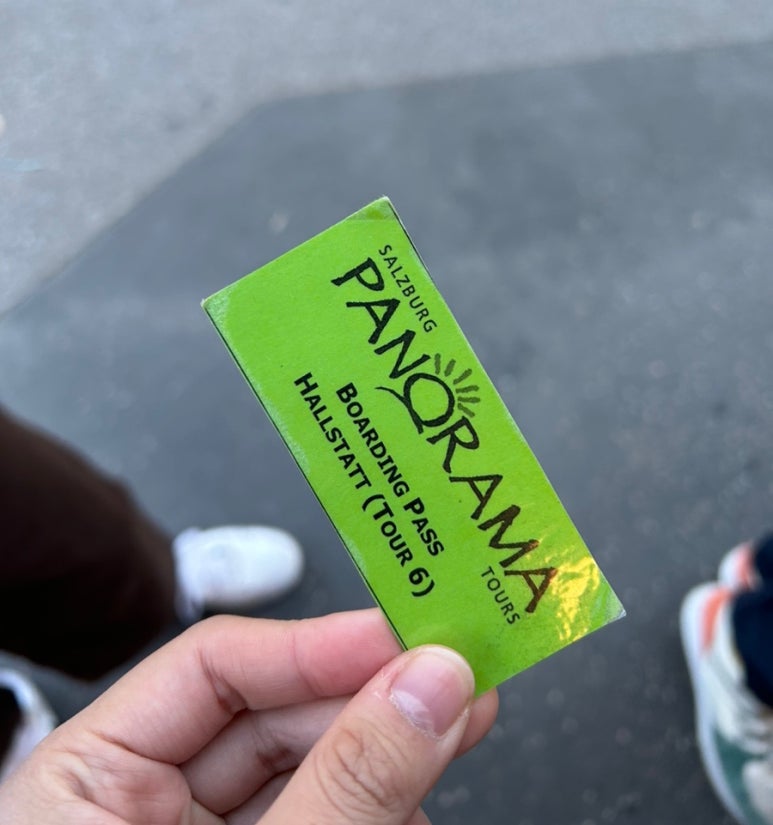 SALZBURG
PANORAMA
TOURS
BOARDING PASS
HALLSTATT (TOUR 6)